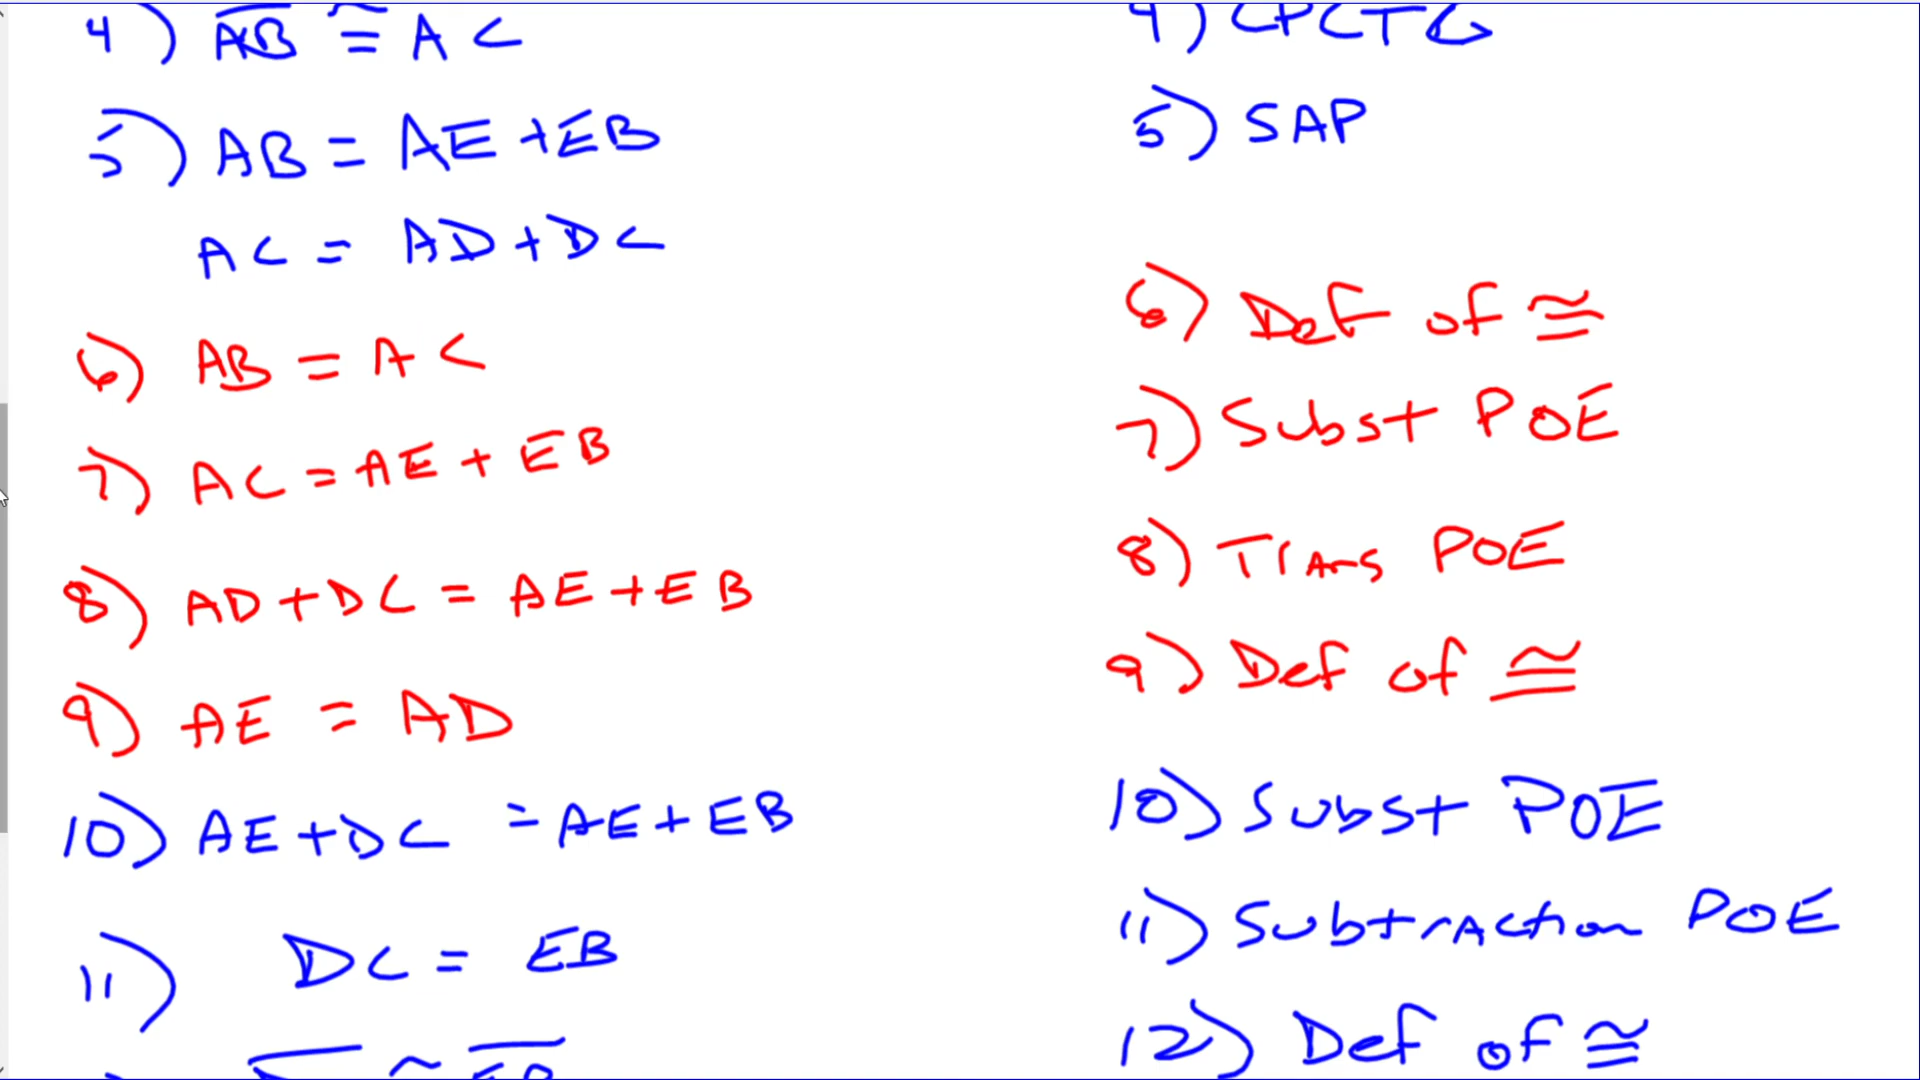 4) AB ≅ AC
4) CPCTC
5) AB = AE + EB
5) SAP
AC = AD + DC
6) AB = AC
6) Def of ≅
7) AC = AE + EB
7) Subst POE
8) AD + DC = AE + EB
8) Trans POE
9) AE = AD
9) Def of ≅
10) AE + DC = AE + EB
10) Subst POE
11) DC = EB
11) Subtraction POE
12) Def of ≅